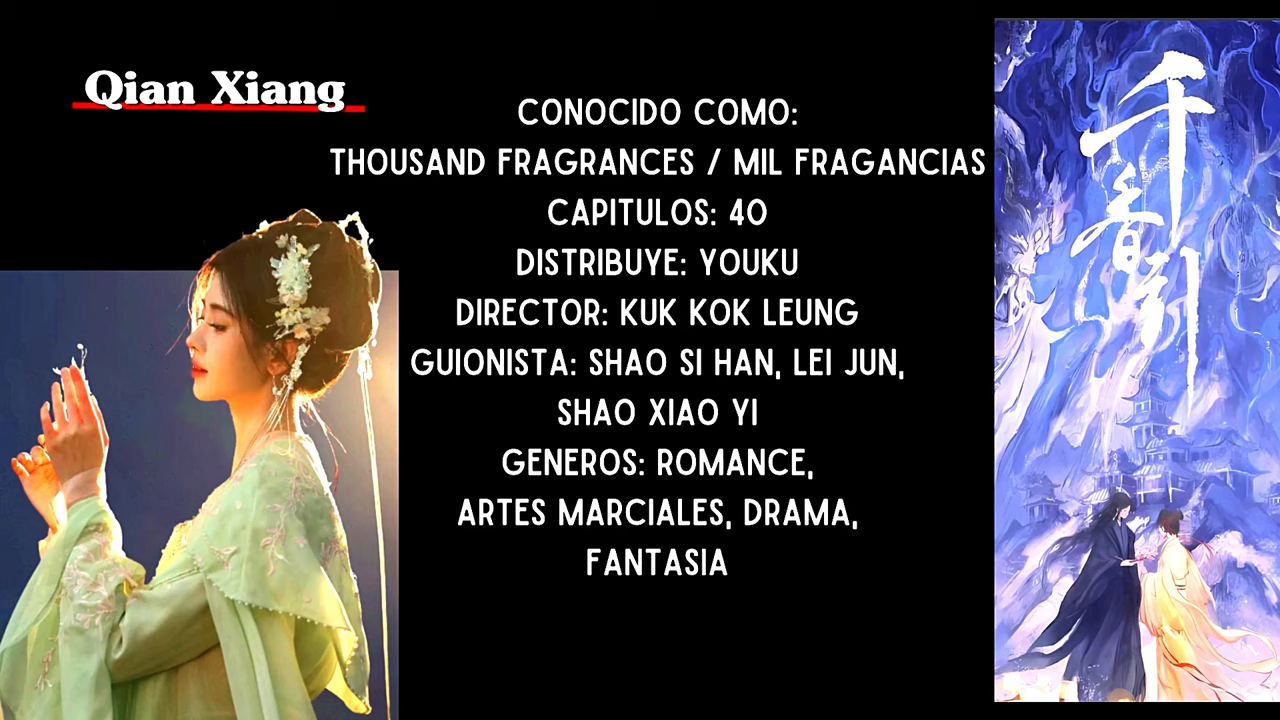 Qian Xiang
CONOCIDO COMO:
THOUSAND FRAGRANCES / MIL FRAGANCIAS
CAPITULOS: 40
DISTRIBUYE: YOUKU
DIRECTOR: KUK KOK LEUNG
GUIONISTA: SHAO SI HAN, LEI JUN,
SHAO XIAO YI
GENEROS: ROMANCE,
ARTES MARCIALES, DRAMA,
FANTASIA
千香引